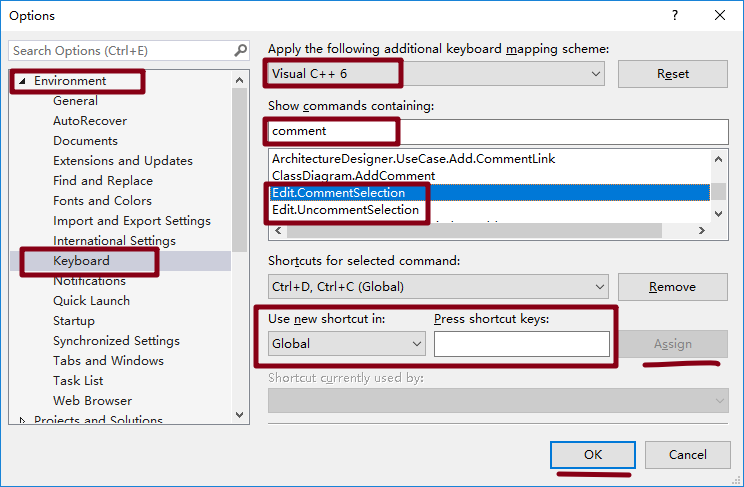 Options
Search Options (Ctrl+E)
Environment
General
AutoRecover
Documents
Extensions and Updates
Find and Replace
Fonts and Colors
Import and Export Settings
International Settings
Keyboard
Notifications
Quick Launch
Startup
Synchronized Settings
Tabs and Windows
Task List
Web Browser
Projects and Solutions
Apply the following additional keyboard mapping scheme:
Visual C++ 6
Reset
Show commands containing:
comment
ArchitectureDesigner.UseCase.Add.CommentLink
ClassDiagram.AddComment
Edit.CommentSelection
Edit.UncommentSelection
Shortcuts for selected command:
Ctrl+D, Ctrl+C (Global)
Remove
Use new shortcut in:
Press shortcut keys:
Global
Assign
Shortcut currently used by:
OK
Cancel